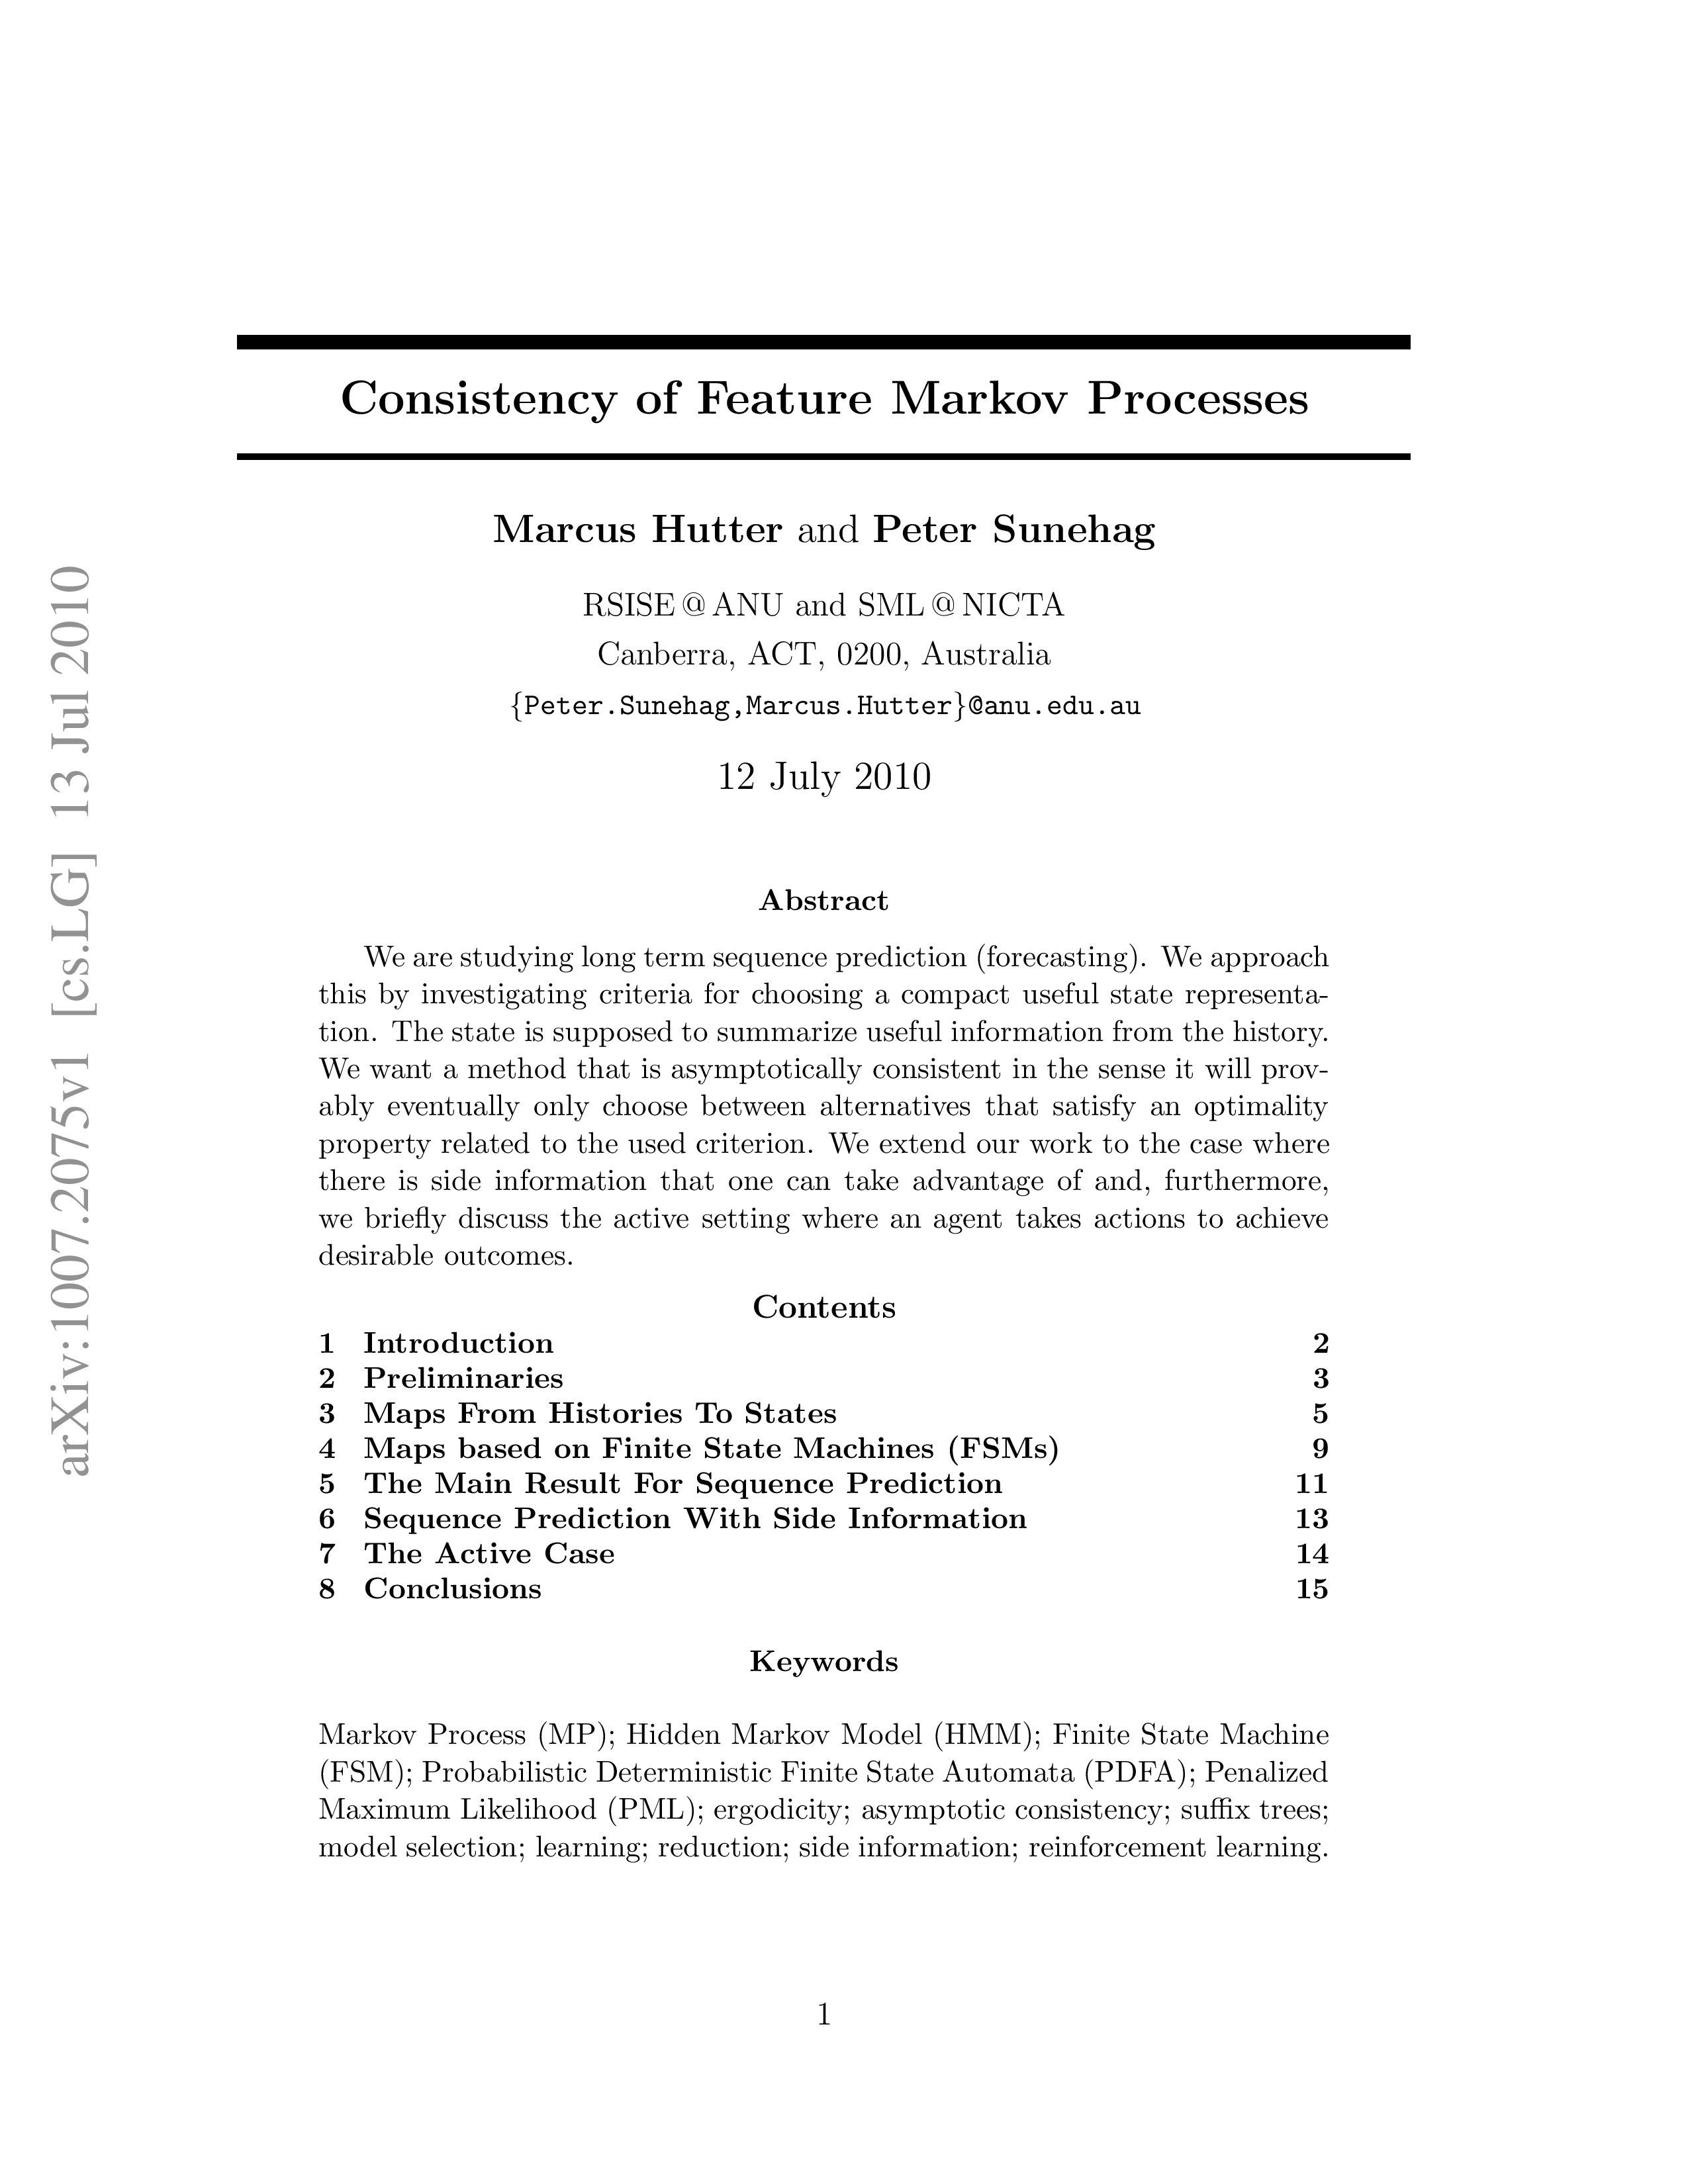 arXiv:1007.2075v1 [cs.LG] 13 Jul 2010
Consistency of Feature Markov Processes
Marcus Hutter and Peter Sunehag
RSISE @ ANU and SML @ NICTA
Canberra, ACT, 0200, Australia
{Peter.Sunehag,Marcus.Hutter}@anu.edu.au
12 July 2010
Abstract
We are studying long term sequence prediction (forecasting). We approach
this by investigating criteria for choosing a compact useful state representa-
tion. The state is supposed to summarize useful information from the history.
We want a method that is asymptotically consistent in the sense it will prov-
ably eventually only choose between alternatives that satisfy an optimality
property related to the used criterion. We extend our work to the case where
there is side information that one can take advantage of and, furthermore,
we briefly discuss the active setting where an agent takes actions to achieve
desirable outcomes.
Contents
1 Introduction 2
2 Preliminaries 3
3 Maps From Histories To States 5
4 Maps based on Finite State Machines (FSMs) 9
5 The Main Result For Sequence Prediction 11
6 Sequence Prediction With Side Information 13
7 The Active Case 14
8 Conclusions 15
Keywords
Markov Process (MP); Hidden Markov Model (HMM); Finite State Machine
(FSM); Probabilistic Deterministic Finite State Automata (PDFA); Penalized
Maximum Likelihood (PML); ergodicity; asymptotic consistency; suffix trees;
model selection; learning; reduction; side information; reinforcement learning.
1